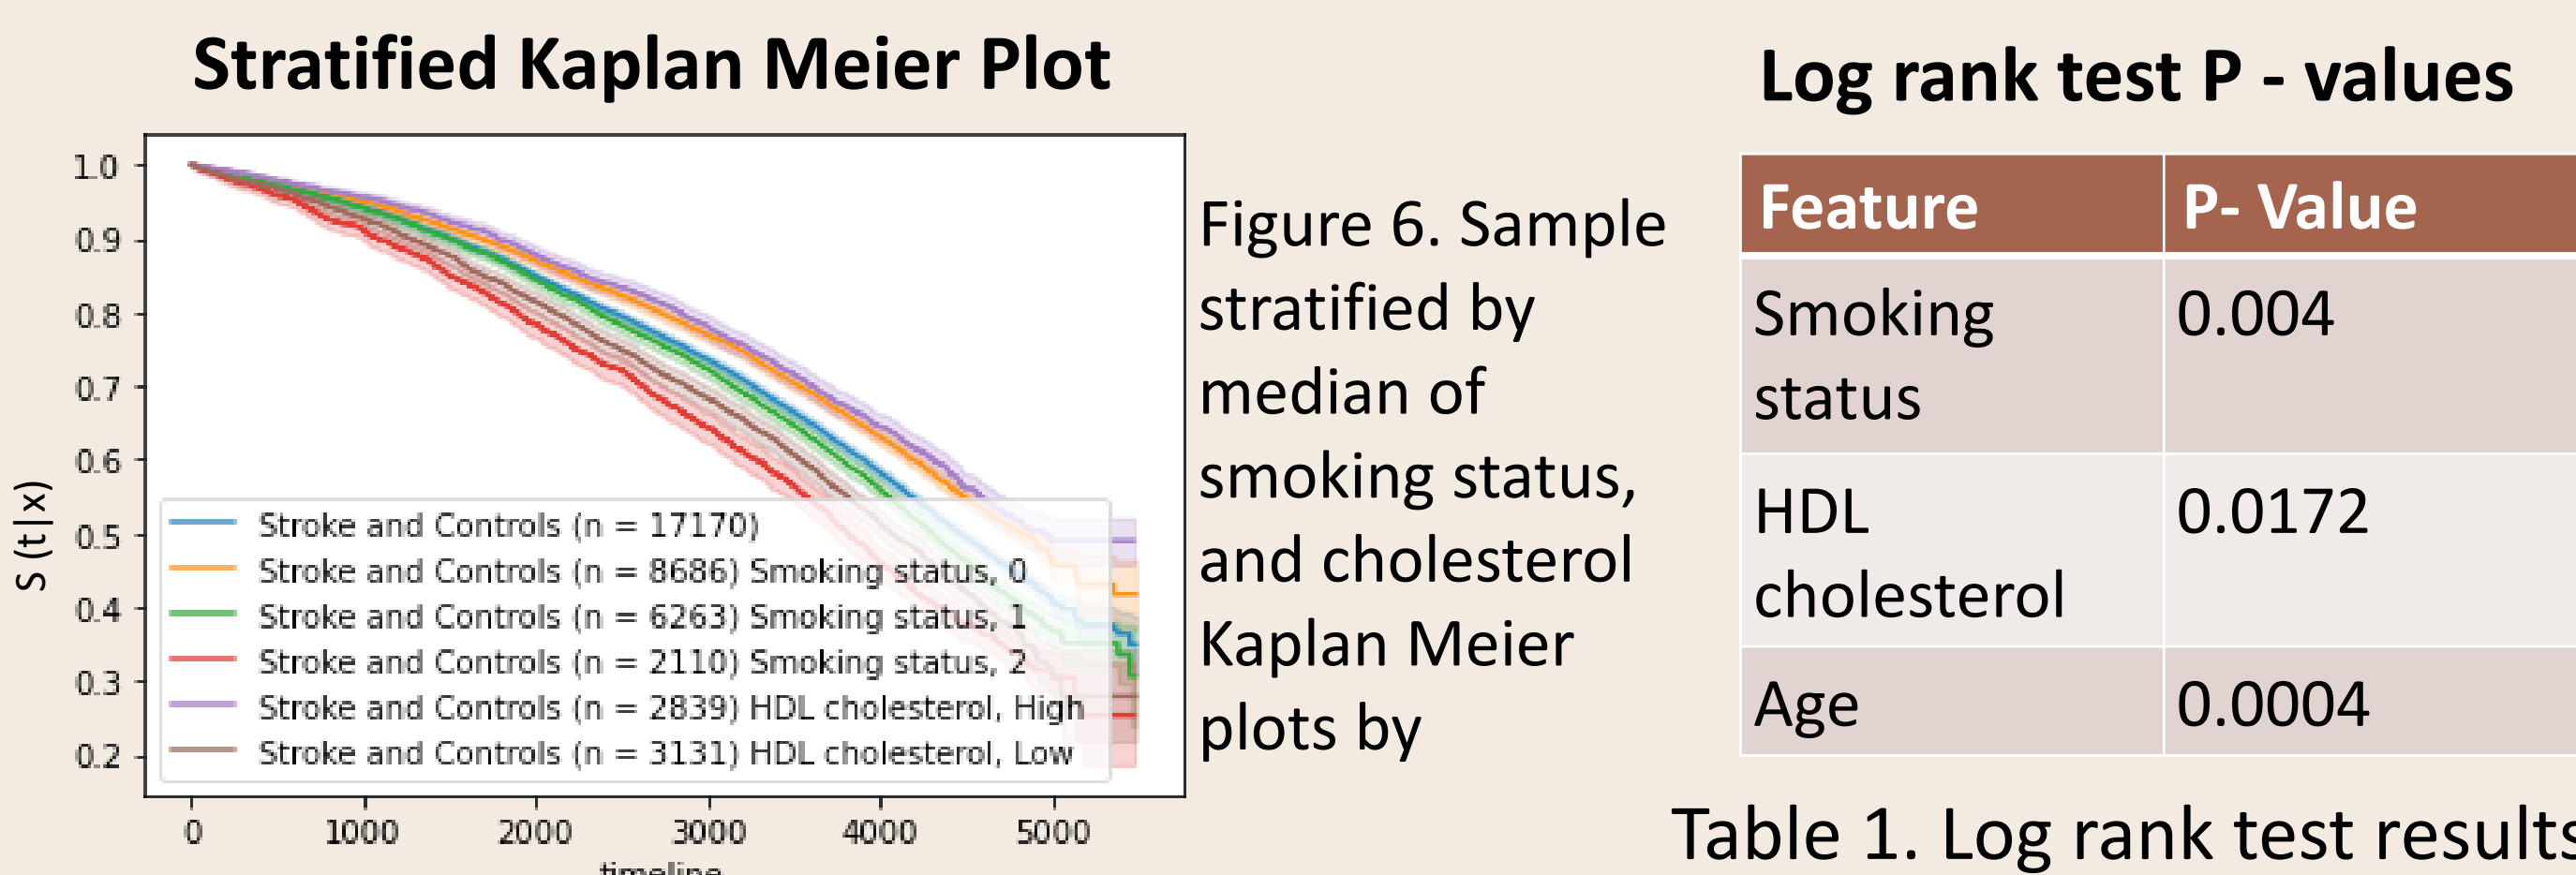 Stratified Kaplan Meier Plot
1.0
0.9
0.8
0.7
0.6
0.5
0.4
0.3
0.2
S (t|x)
Stroke and Controls (n = 17170)
Stroke and Controls (n = 8686) Smoking status, 0
Stroke and Controls (n = 6263) Smoking status, 1
Stroke and Controls (n = 2110) Smoking status, 2
Stroke and Controls (n = 2839) HDL cholesterol, High
Stroke and Controls (n = 3131) HDL cholesterol, Low
0 1000 2000 3000 4000 5000
timeline
Figure 6. Sample
stratified by
median of
smoking status,
and cholesterol
Kaplan Meier
plots by
Log rank test P - values
Feature P- Value
Smoking 0.004
status
HDL 0.0172
cholesterol
Age 0.0004
Table 1. Log rank test results